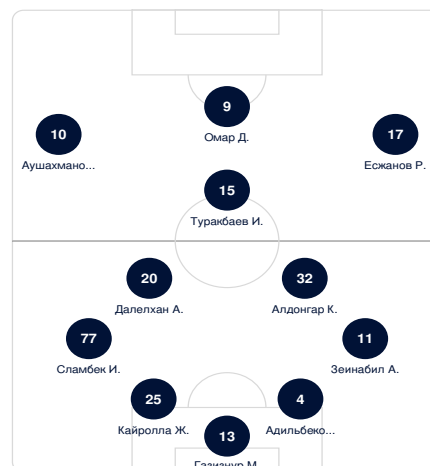 9
Омар Д.
10
Аушахмано...
17
Есжанов Р.
15
Туракбаев И.
20
Далелхан А.
32
Алдонгар К.
77
Сламбек И.
11
Зеинабил А.
25
Кайролла Ж.
4
Адильбеко...
13
Газизнур М.